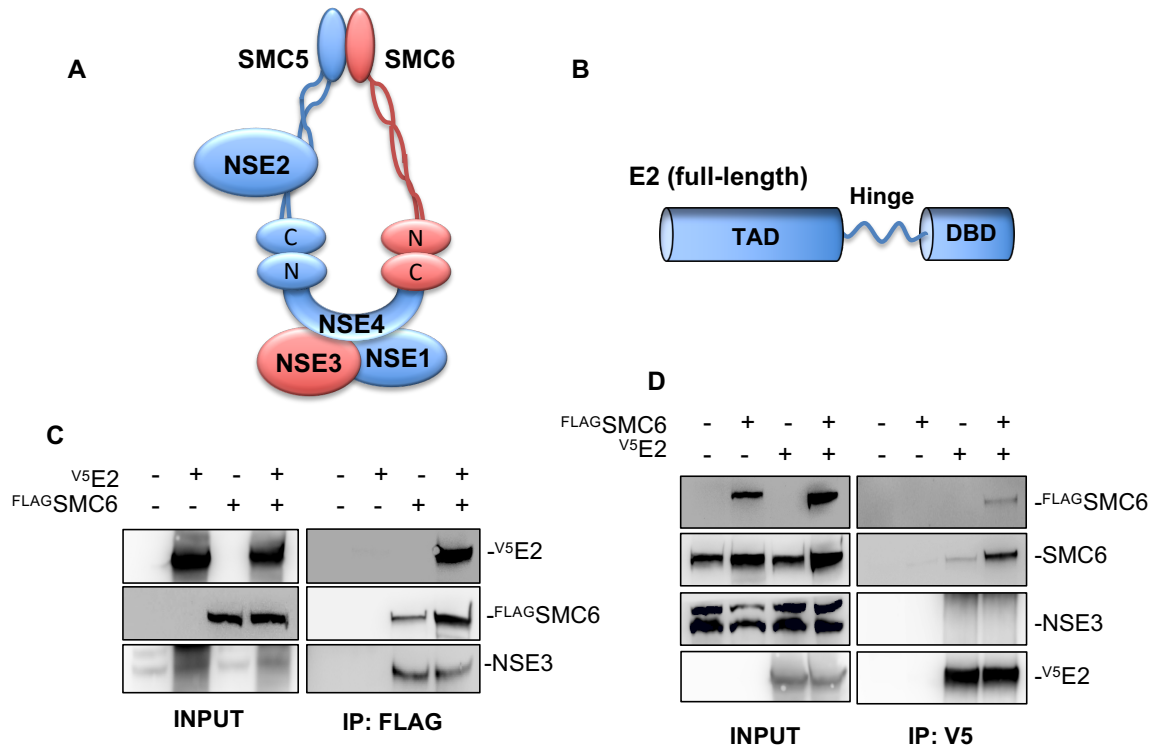 A
SMC5 SMC6
NSE2
C N
N C
NSE4
NSE3 NSE1
B
E2 (full-length)
Hinge
TAD DBD
C
V5E2 - + - + - + - +
FLAGSMC6 - - + + - - + +
-V5E2
-FLAGSMC6
-NSE3
INPUT IP: FLAG
D
FLAGSMC6 - + - + - + - +
V5E2 - - + + - - + +
-FLAGSMC6
-SMC6
-NSE3
-V5E2
INPUT IP: V5